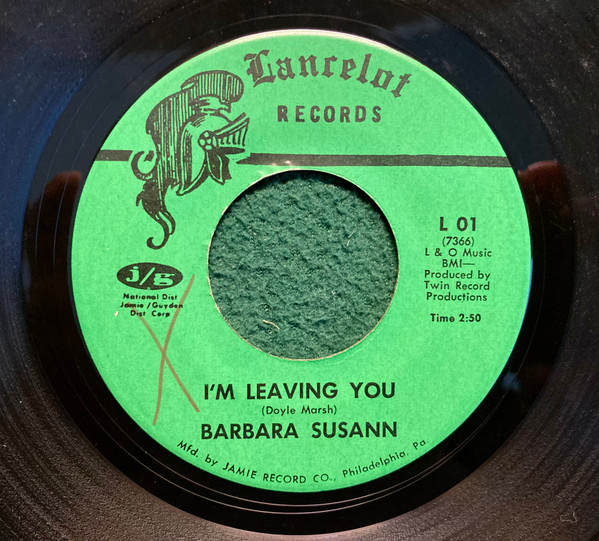 Lancelot
RECORDS
L 01
(7366)
L & O Music
BMI—
Produced by
Twin Record
Productions
Time 2:50
j/g
National Dist
Jamie/Guyden
Dist Corp
X
I'M LEAVING YOU
(Doyle Marsh)
BARBARA SUSANN
Mfd. by JAMIE RECORD CO., Philadelphia, Pa.